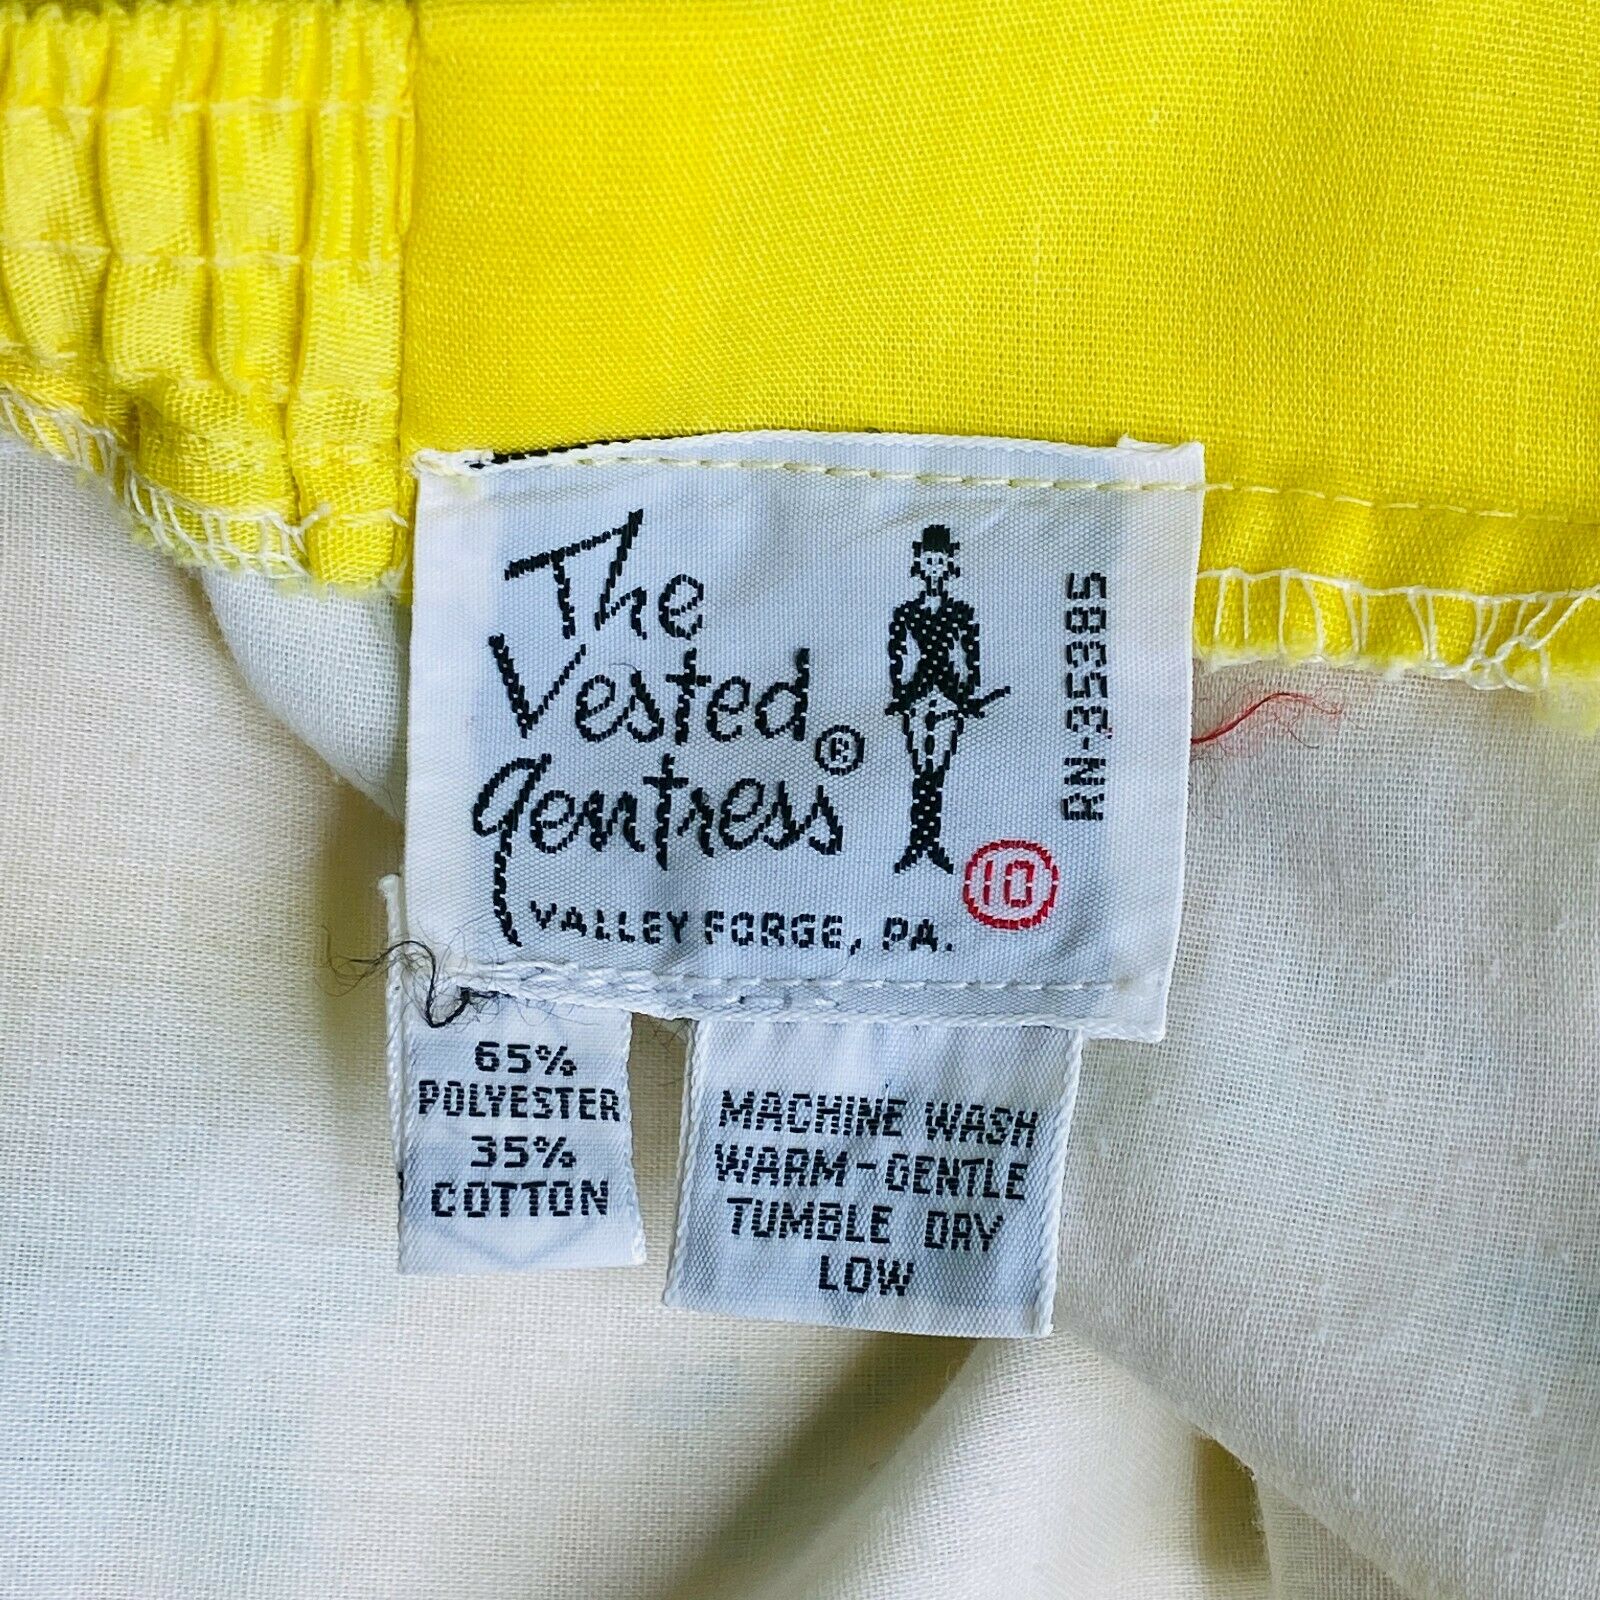 The
Vested®
Gentress
VALLEY FORGE, PA.
10
RN-35385
65%
POLYESTER
35%
COTTON
MACHINE WASH
WARM-GENTLE
TUMBLE DRY
LOW